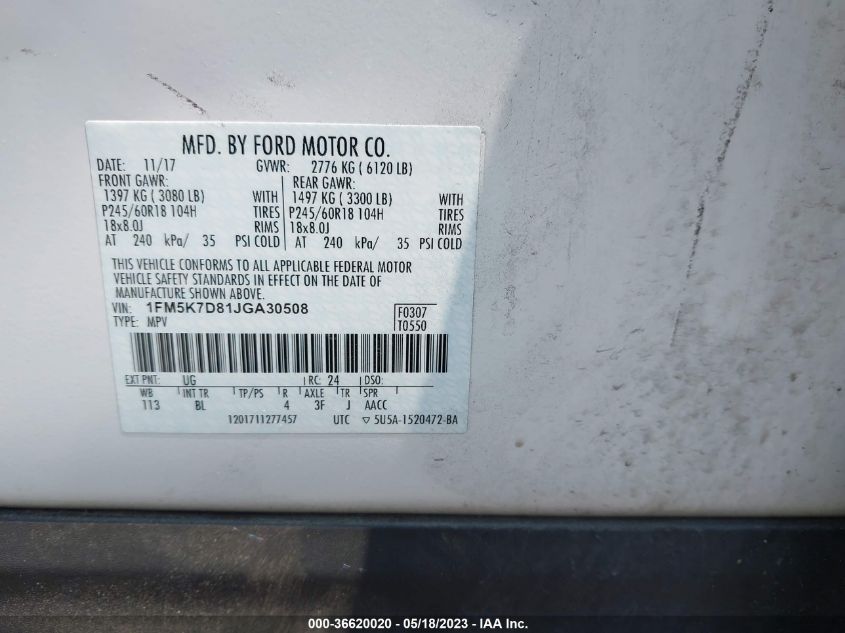 MFD. BY FORD MOTOR CO.
DATE: 11/17 GVWR: 2776 KG ( 6120 LB)
FRONT GAWR: REAR GAWR:
1397 KG ( 3080 LB) WITH 1497 KG ( 3300 LB) WITH
P245/60R18 104H TIRES P245/60R18 104H TIRES
18x8.0J RIMS 18x8.0J RIMS
AT 240 kPa/ 35 PSI COLD AT 240 kPa/ 35 PSI COLD
THIS VEHICLE CONFORMS TO ALL APPLICABLE FEDERAL MOTOR
VEHICLE SAFETY STANDARDS IN EFFECT ON THE DATE OF
MANUFACTURE SHOWN ABOVE.
VIN: 1FM5K7D81JGA30508 F0307
TYPE: MPV T0550
EXT PNT: UG RC: 24 DSO:
WB INT TR TP/PS R AXLE TR SPR
113 BL 4 3F J AACC
1201711277457 UTC ▽ 5U5A-1520472-BA
000-36620020 - 05/18/2023 - IAA Inc.